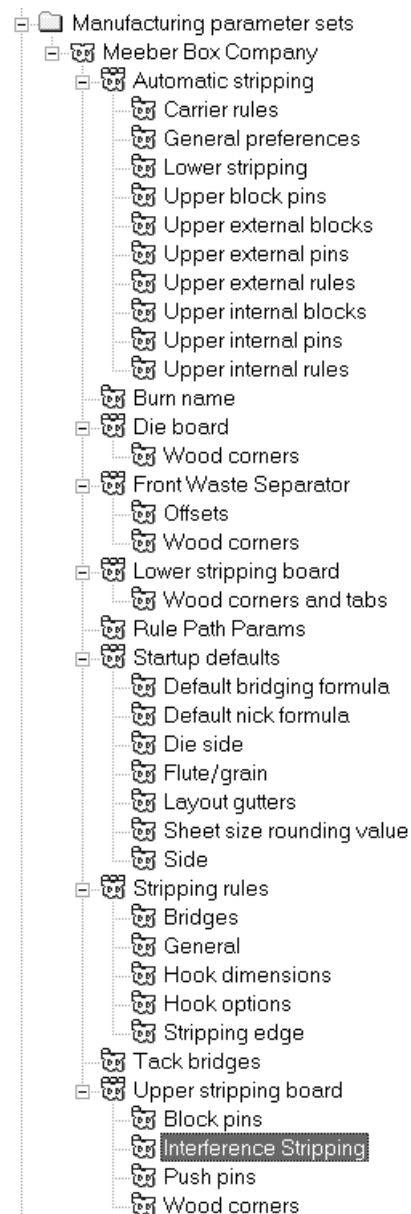 Manufacturing parameter sets
Meeber Box Company
Automatic stripping
Carrier rules
General preferences
Lower stripping
Upper block pins
Upper external blocks
Upper external pins
Upper external rules
Upper internal blocks
Upper internal pins
Upper internal rules
Burn name
Die board
Wood corners
Front Waste Separator
Offsets
Wood corners
Lower stripping board
Wood corners and tabs
Rule Path Params
Startup defaults
Default bridging formula
Default nick formula
Die side
Flute/grain
Layout gutters
Sheet size rounding value
Side
Stripping rules
Bridges
General
Hook dimensions
Hook options
Stripping edge
Tack bridges
Upper stripping board
Block pins
Interference Stripping
Push pins
Wood corners